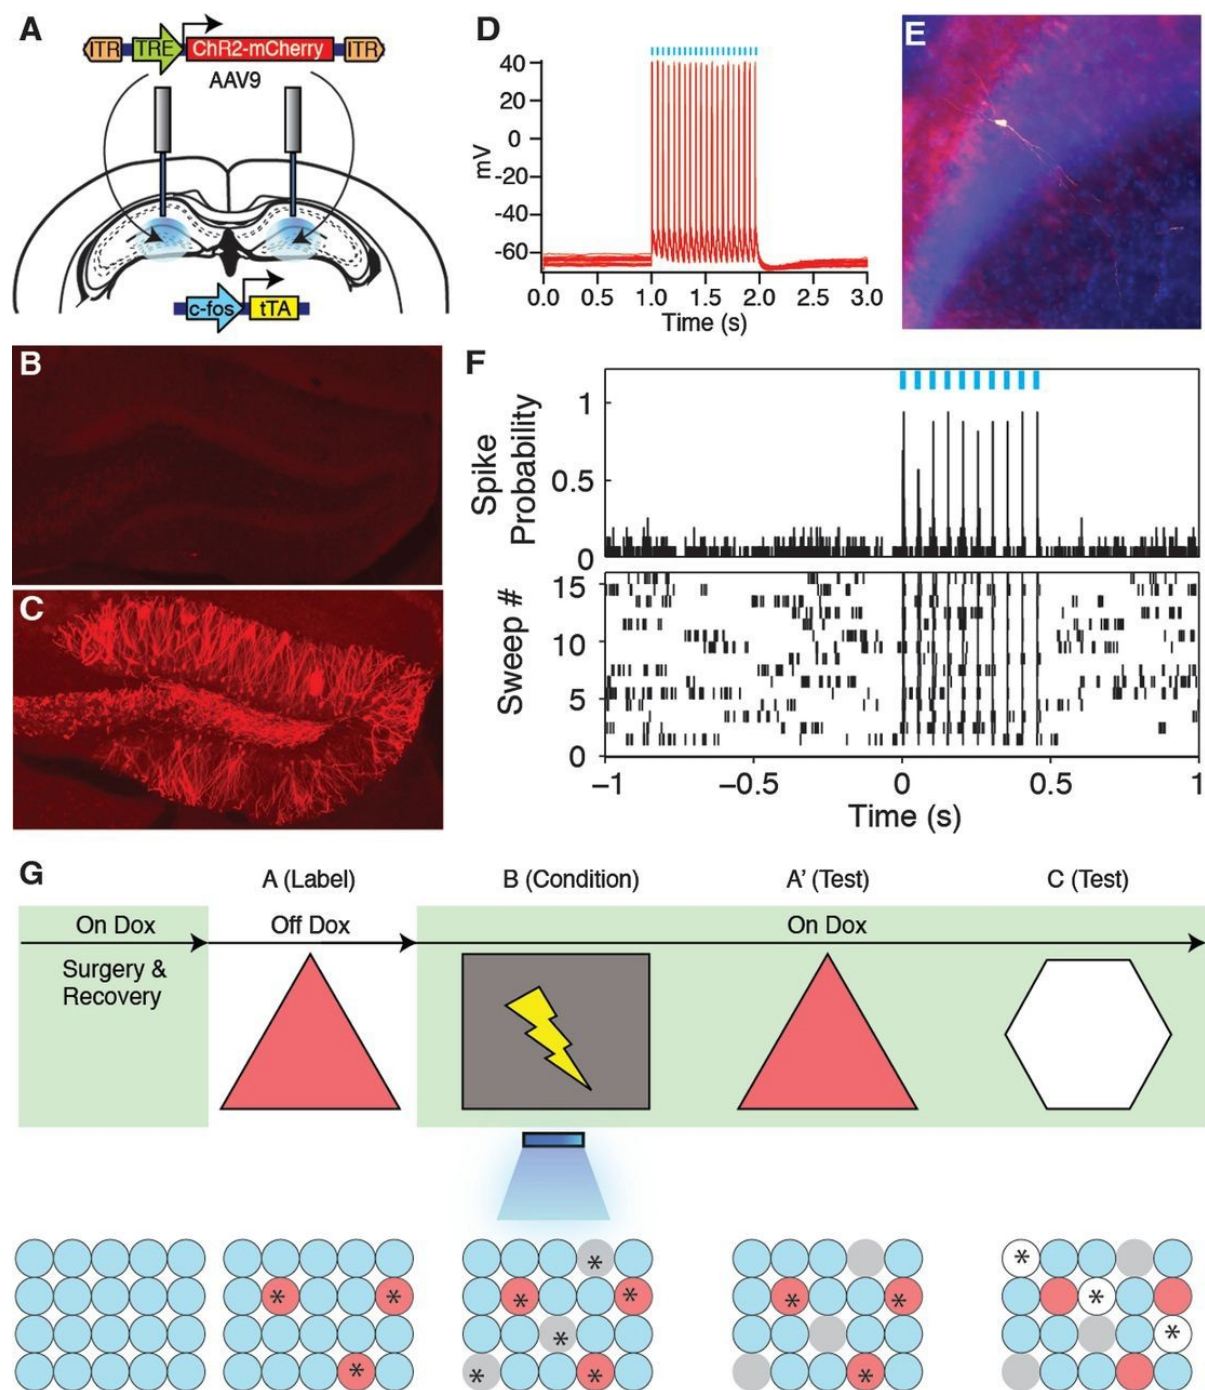 A
ITR TRE ChR2-mCherry ITR
AAV9
c-fos tTA
B
C
D
mV
40
20
0
-20
-40
-60
0.0 0.5 1.0 1.5 2.0 2.5 3.0
Time (s)
E
F
Spike
Probability
1
0.5
0
Sweep #
15
10
5
0
−1 −0.5 0 0.5 1
Time (s)
G
A (Label) B (Condition) A' (Test) C (Test)
On Dox Off Dox On Dox
Surgery &
Recovery
* *
*
*
* *
*
* *
* *
*
*
*
*